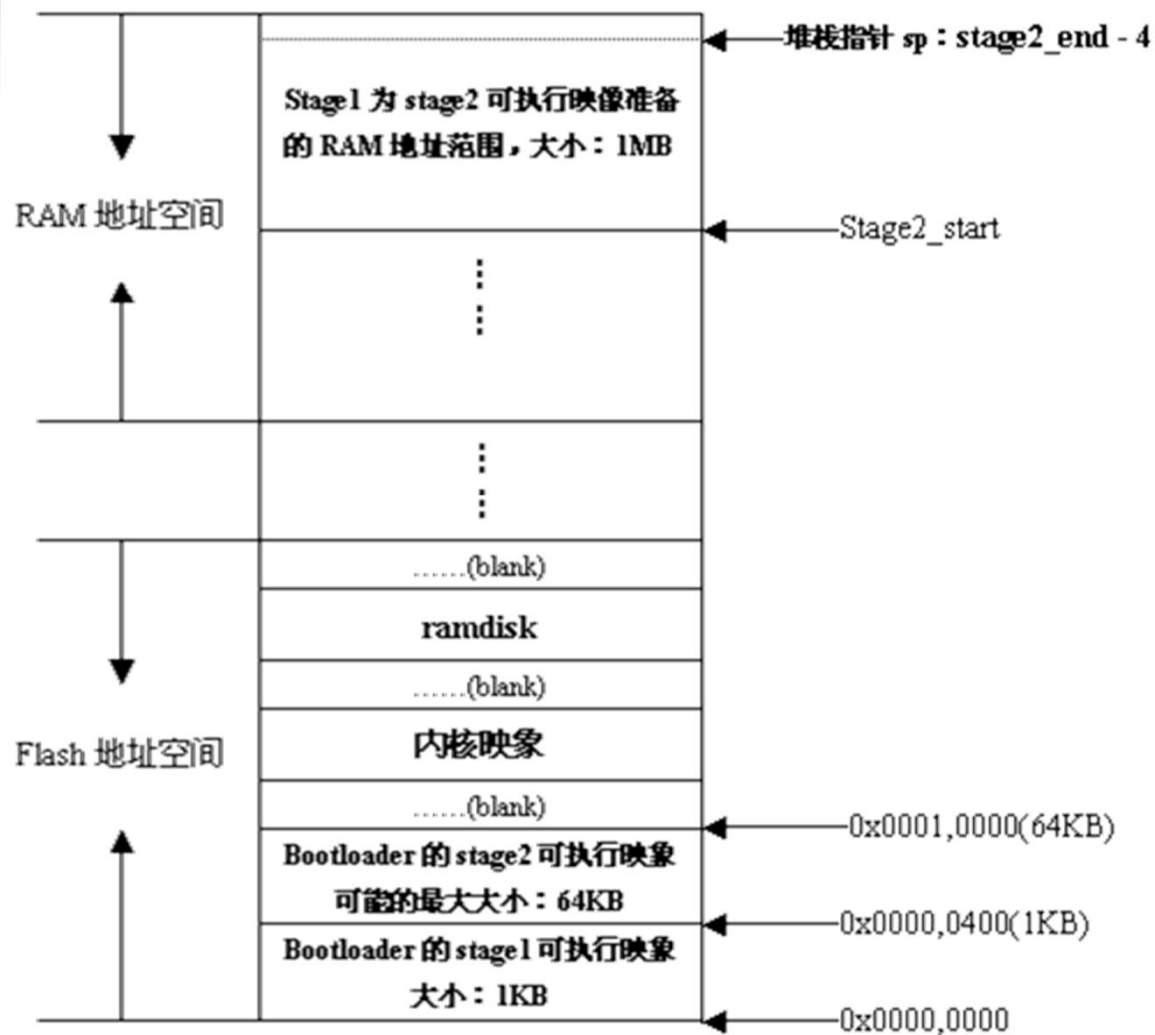 堆栈指针 sp：stage2_end - 4
Stage1 为 stage2 可执行映像准备
的 RAM 地址范围，大小：1MB
RAM 地址空间
Stage2_start
……(blank)
ramdisk
……(blank)
内核映象
Flash 地址空间
……(blank)
0x0001,0000(64KB)
Bootloader 的 stage2 可执行映象
可能的最大大小：64KB
0x0000,0400(1KB)
Bootloader 的 stage1 可执行映象
大小：1KB
0x0000,0000